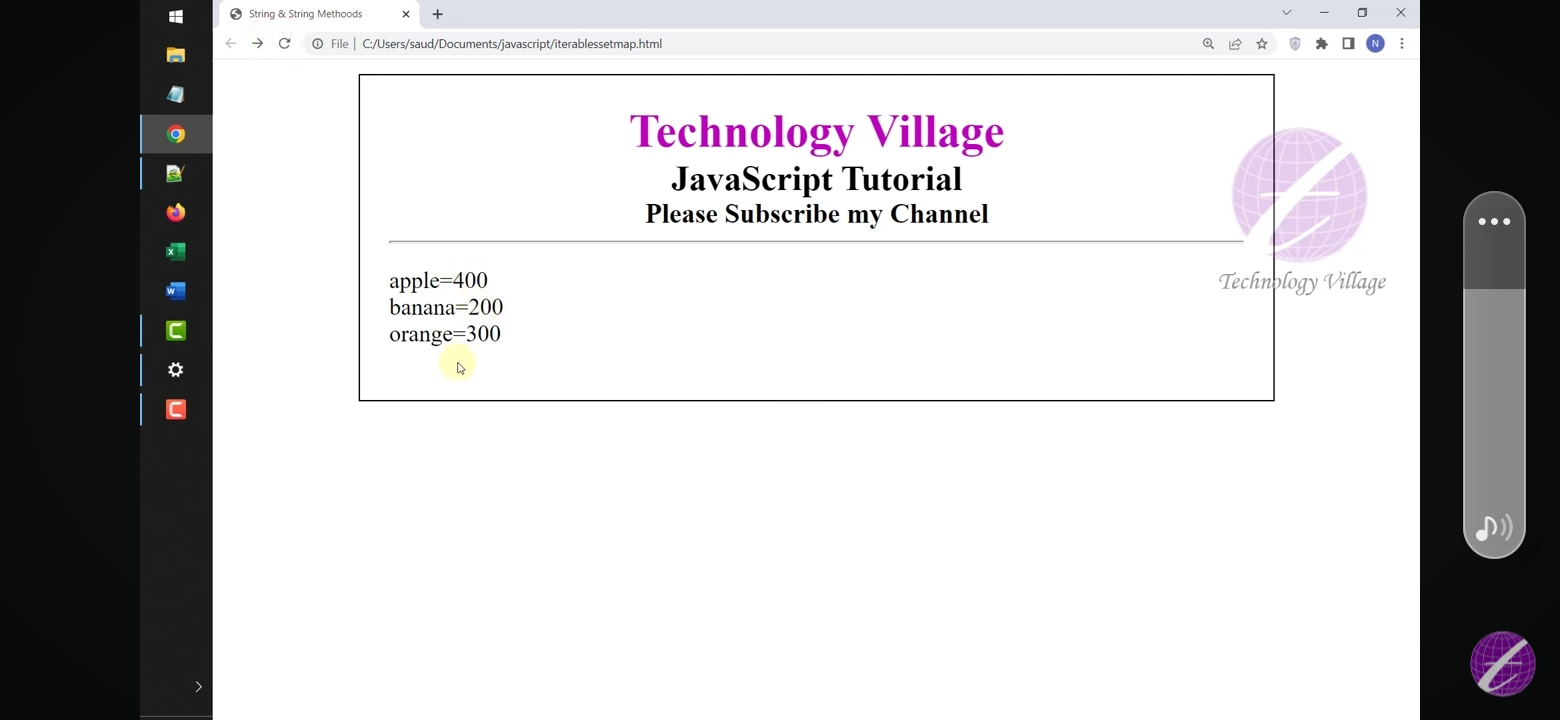 String & String Methoods
File
C:/Users/saud/Documents/javascript/iterablessetmap.html
N
Technology Village
JavaScript Tutorial
Please Subscribe my Channel
Technology Village
apple=400
banana=200
orange=300